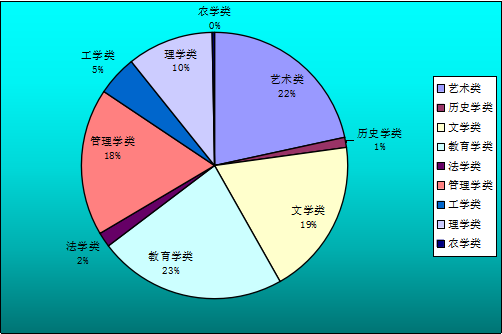 农学类
0%
艺术类
22%
历史学类
1%
文学类
19%
教育学类
23%
法学类
2%
管理学类
18%
工学类
5%
理学类
10%
艺术类
历史学类
文学类
教育学类
法学类
管理学类
工学类
理学类
农学类